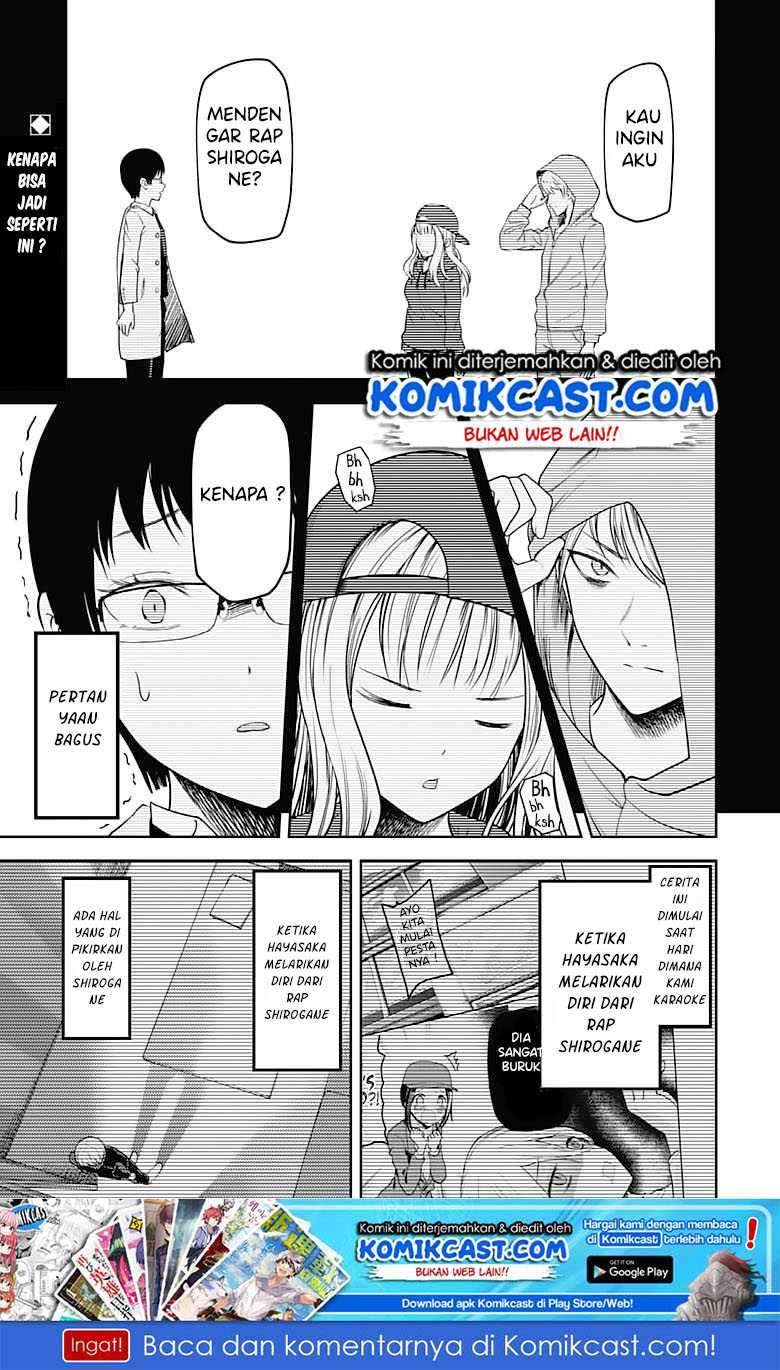 KAU
INGIN
AKU
MENDEN
GAR RAP
SHIROGA
NE?
KENAPA
BISA
JADI
SEPERTI
INI ?
Komik ini diterjemahkan & diedit oleh
KOMIKCAST.COM
BUKAN WEB LAIN!!
Bh
bh
ksh
Bh
bh
ksh
KENAPA ?
PERTAN
YAAN
BAGUS
CERITA
INI
DIMULAI
SAAT
HARI
DIMANA
KAMI
KARAOKE
KETIKA
HAYASAKA
MELARIKAN
DIRI DARI
RAP
SHIROGANE
AYO
KITA
MULAI
PESTA
NYA !
DIA
SANGAT
BURUK
KETIKA
HAYASAKA
MELARIKAN
DIRI DARI
RAP
SHIROGANE
ADA HAL
YANG DI
PIKIRKAN
OLEH
SHIROGA
NE
Komik ini diterjemahkan & diedit oleh
KOMIKCAST.COM
BUKAN WEB LAIN!!
Hargai kami dengan membaca
di Komikcast terlebih dahulu !
GET IT ON
Google Play
Download apk Komikcast di Play Store/Web!
Ingat! Baca dan komentarnya di Komikcast.com!